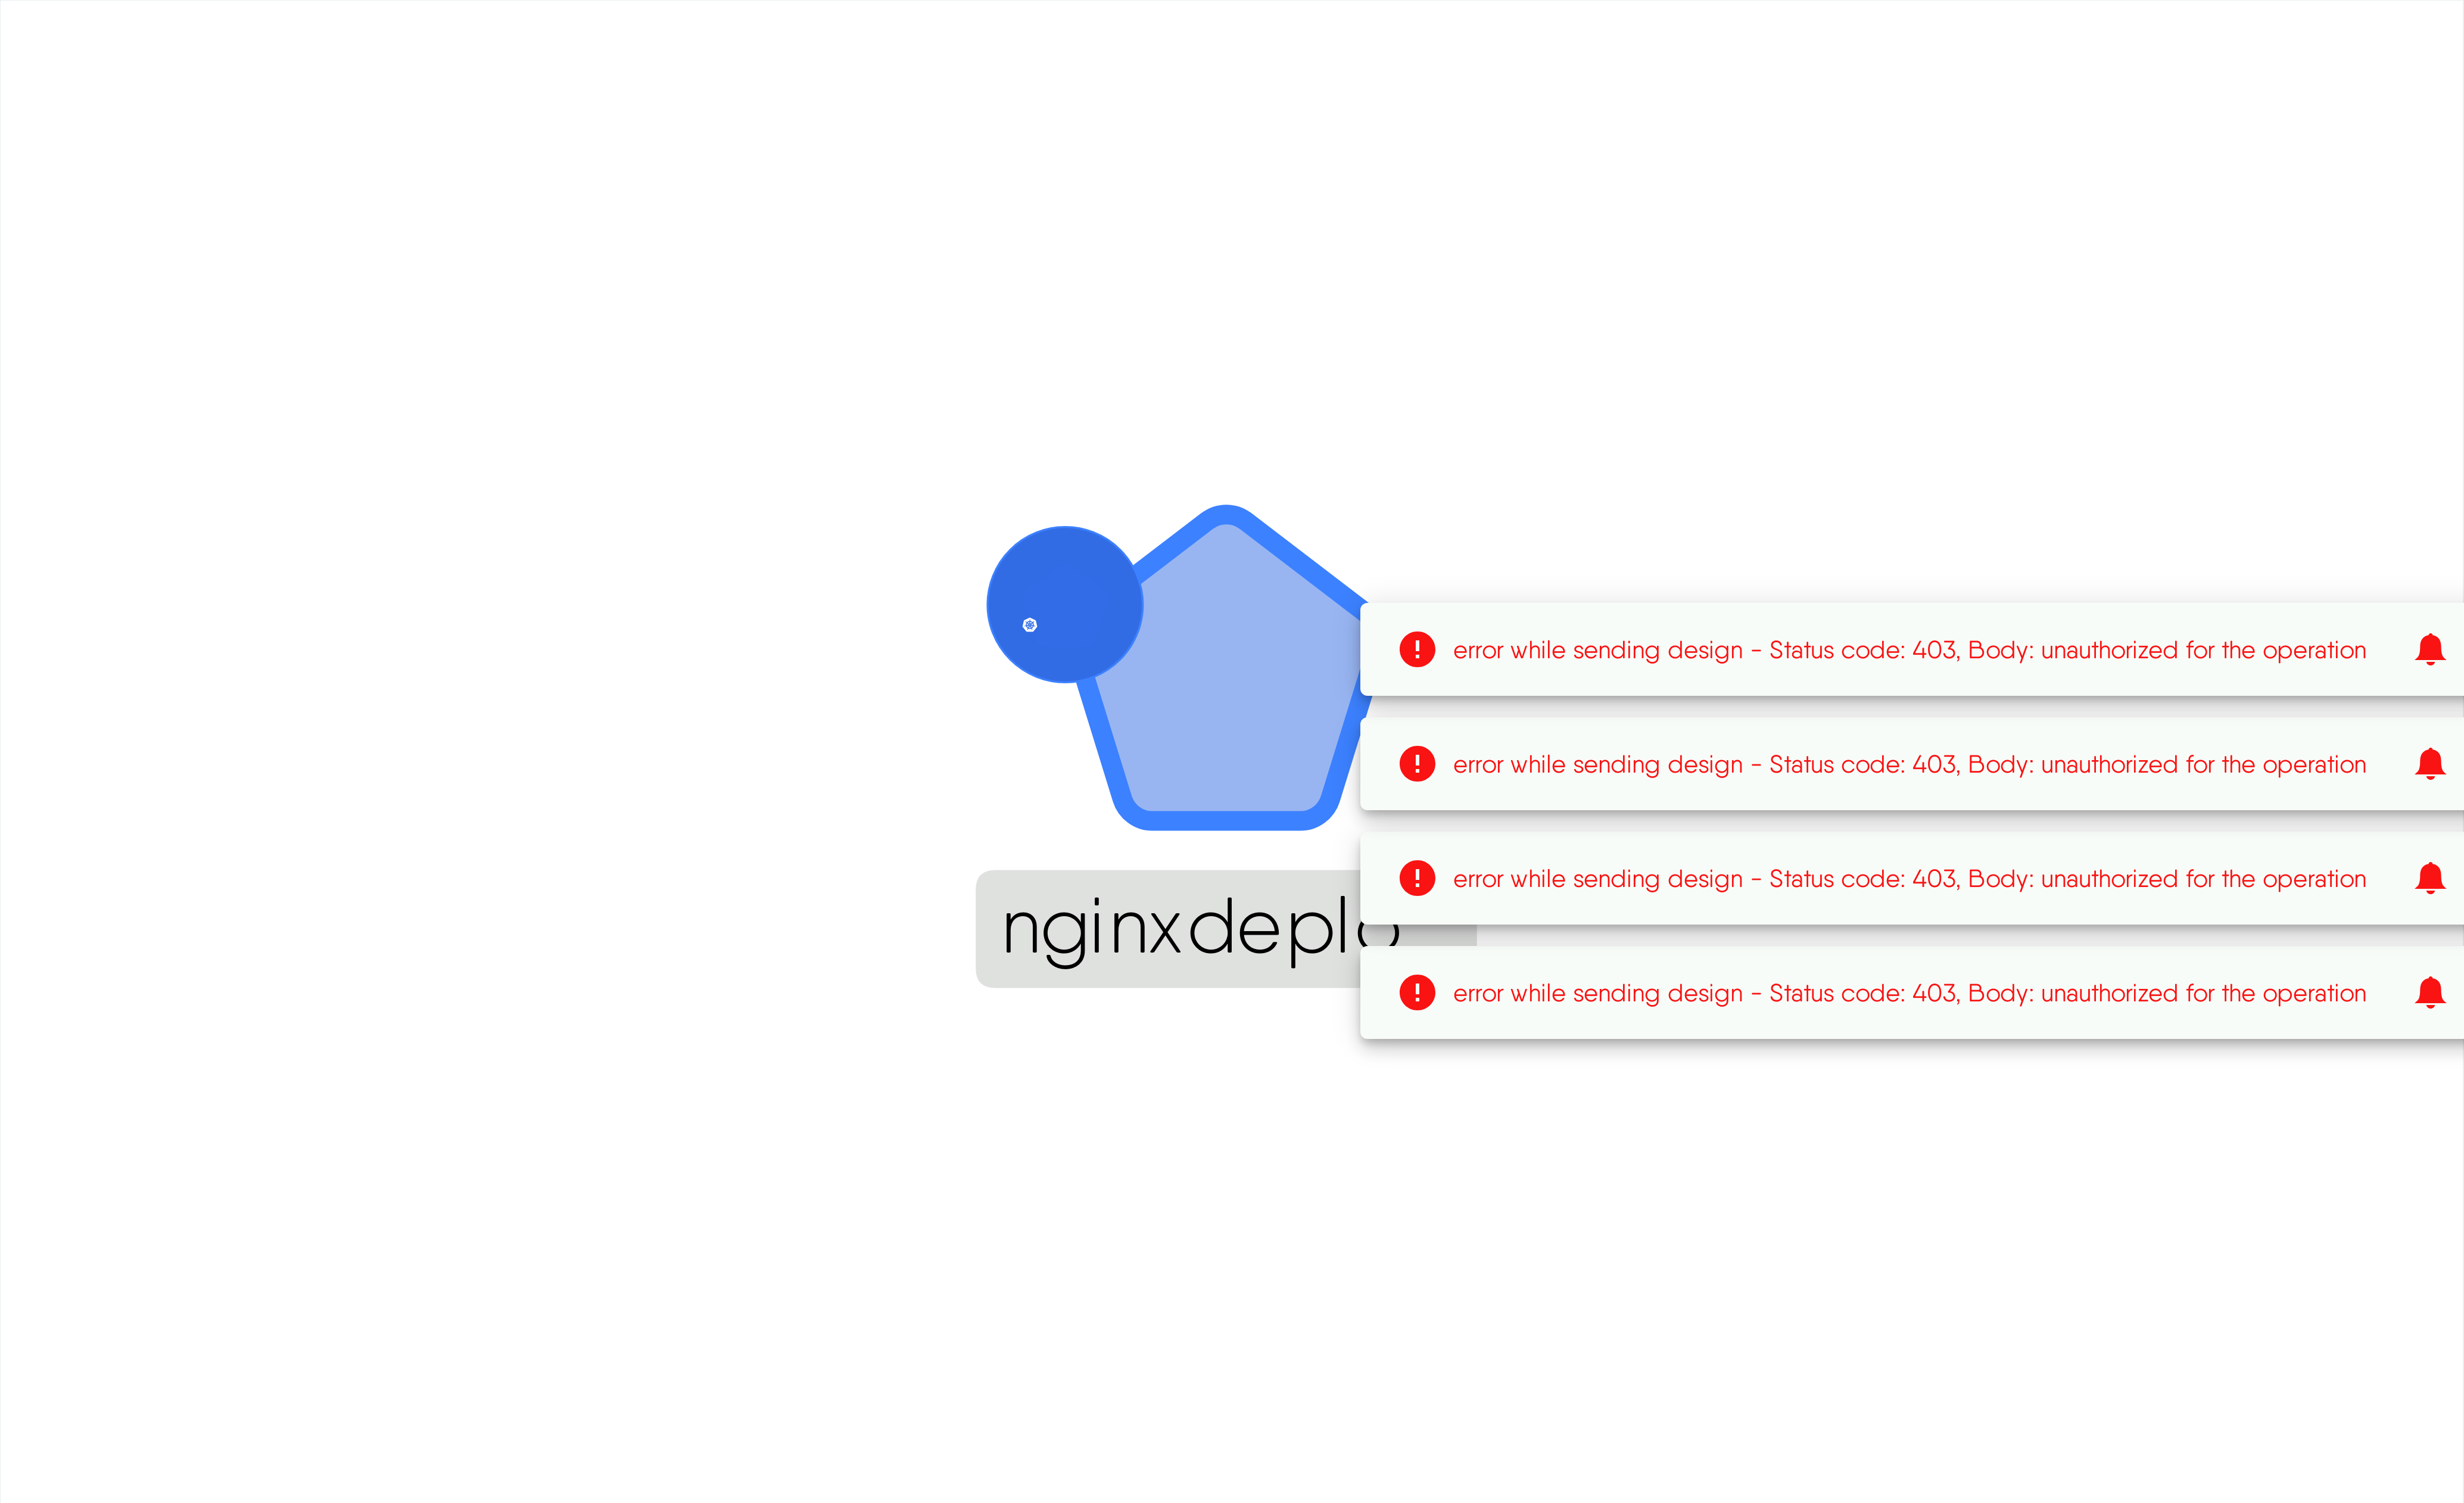 error while sending design - Status code: 403, Body: unauthorized for the operation
error while sending design - Status code: 403, Body: unauthorized for the operation
error while sending design - Status code: 403, Body: unauthorized for the operation
nginxdeplo
error while sending design - Status code: 403, Body: unauthorized for the operation